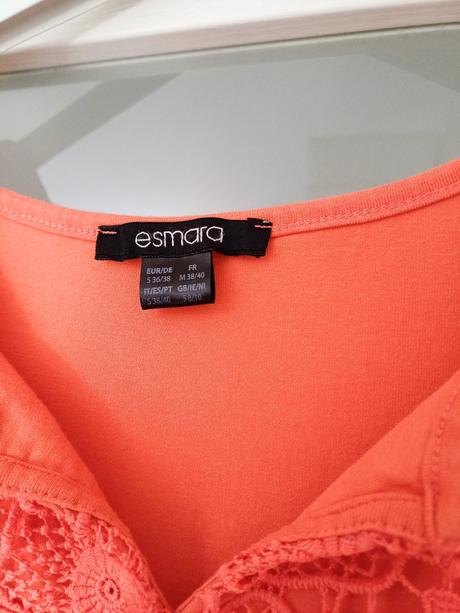 esmara
EUR/DE FR
S 36/38 M 38/40
IT/ES/PT GB/IE/NI
S 38/40 S 8/10